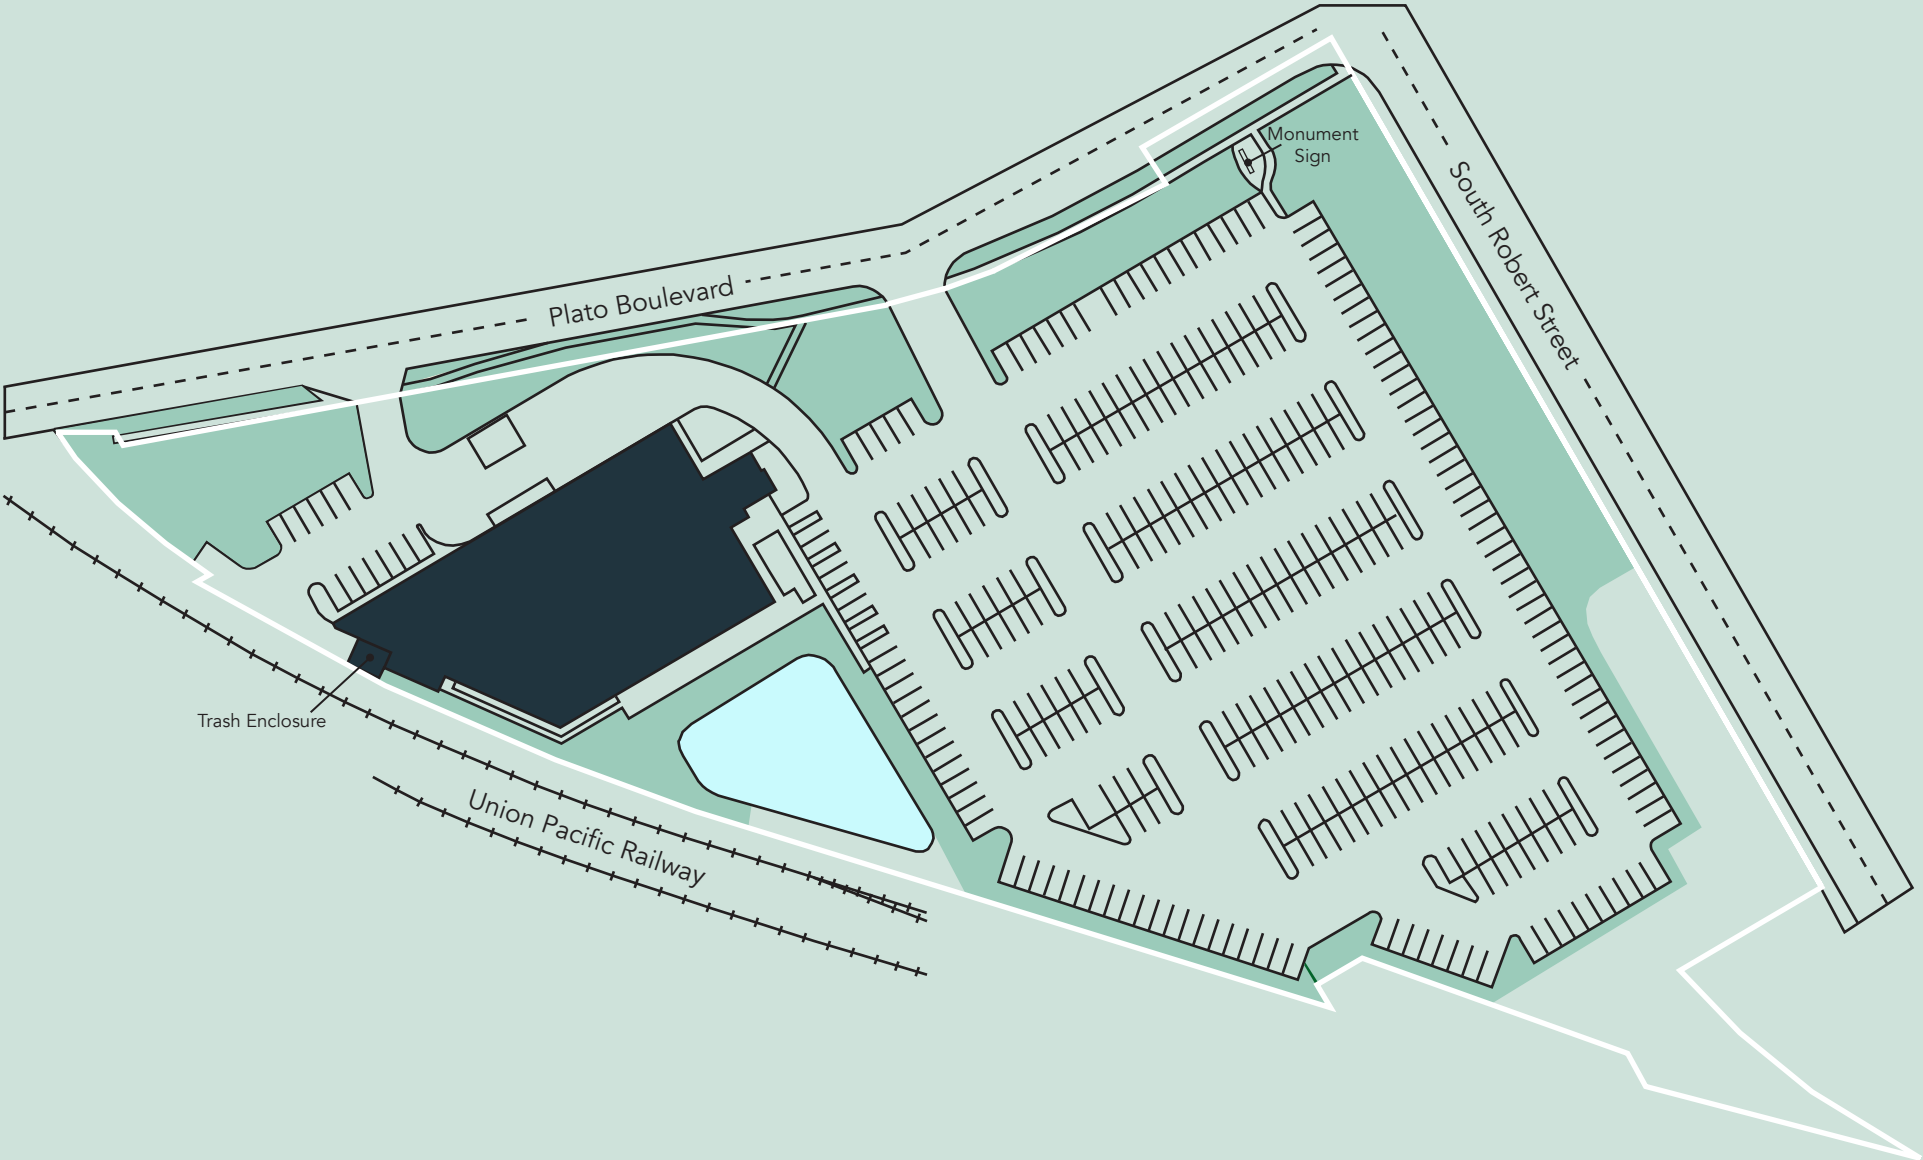 Monument
Sign
South Robert Street
Plato Boulevard
Trash Enclosure
Union Pacific Railway